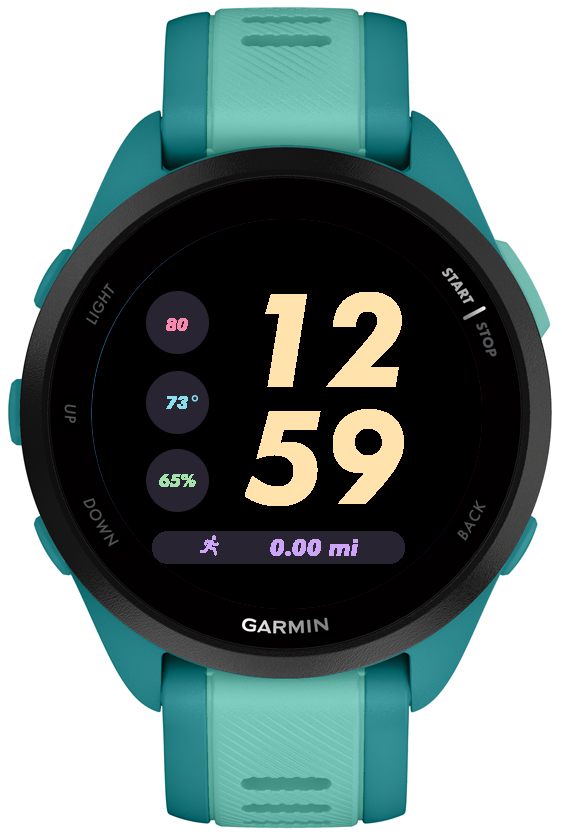 START
STOP
LIGHT
80
12
73°
UP
59
65%
DOWN
BACK
0.00 mi
GARMIN